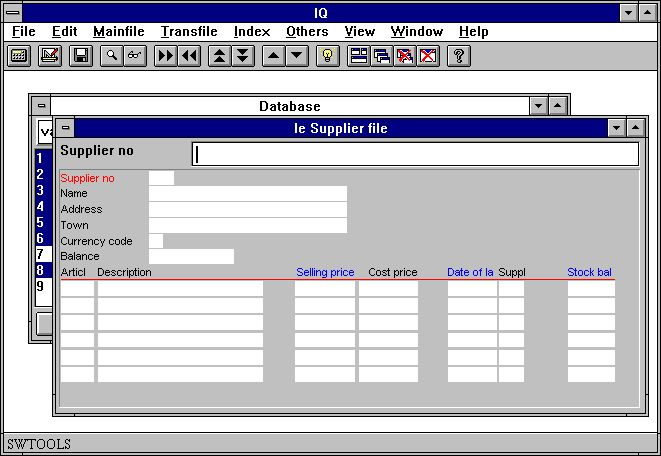 IQ
File Edit Mainfile Transfile Index Others View Window Help
?
Database
va
1
2
3
4
5
6
7
8
9
le Supplier file
Supplier no
Supplier no
Name
Address
Town
Currency code
Balance
Articl Description Selling price Cost price Date of la Suppl Stock bal
SWTOOLS